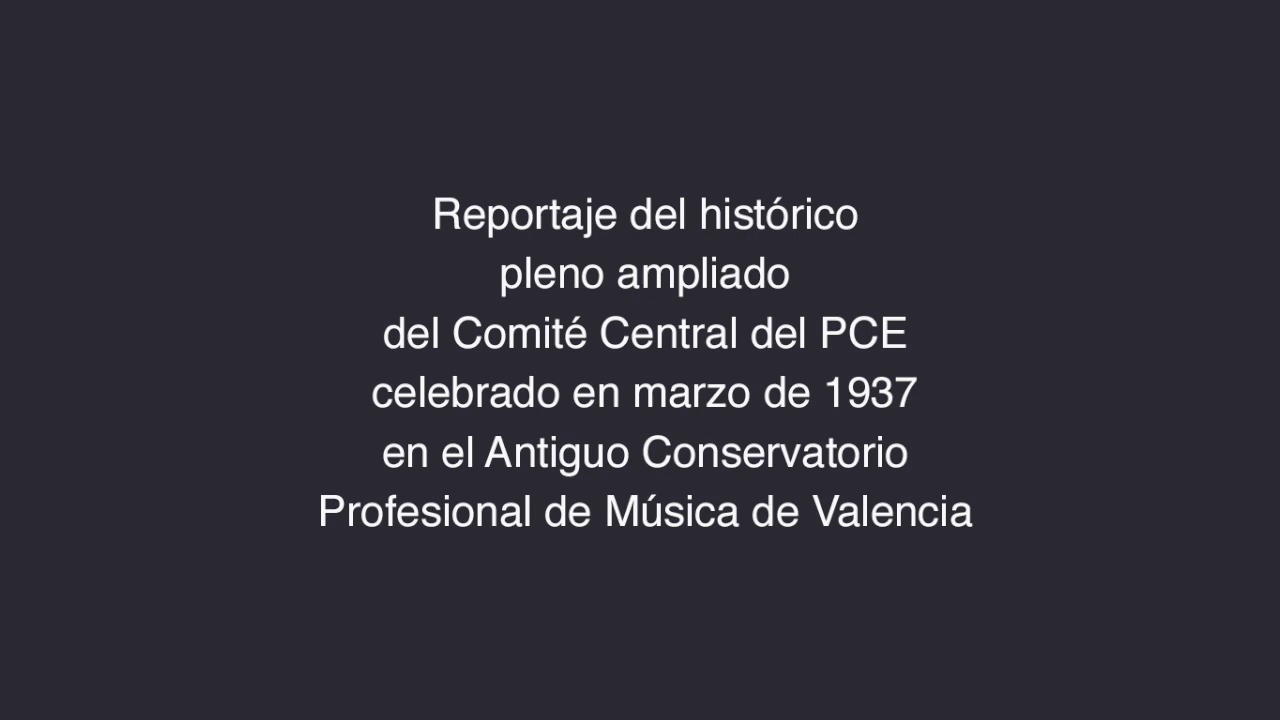 Reportaje del histórico
pleno ampliado
del Comité Central del PCE
celebrado en marzo de 1937
en el Antiguo Conservatorio
Profesional de Música de Valencia